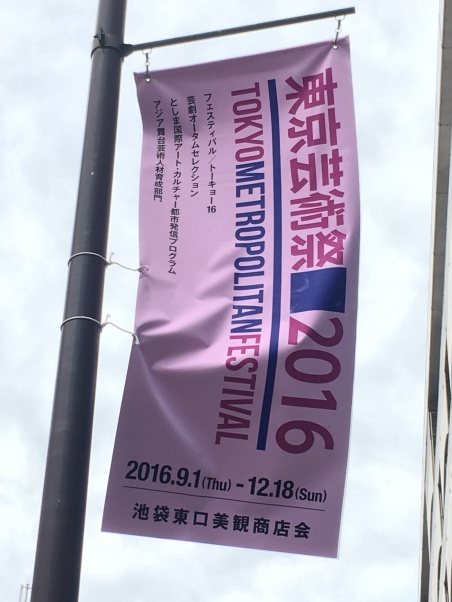 東京芸術祭 2016
TOKYOMETROPOLITANFESTIVAL
フェスティバル／トーキョー16
芸劇オータムセレクション
としま国際アート・カルチャー都市発信プログラム
アジア舞台芸術人材育成部門
2016.9.1(Thu) - 12.18(Sun)
池袋東口美観商店会